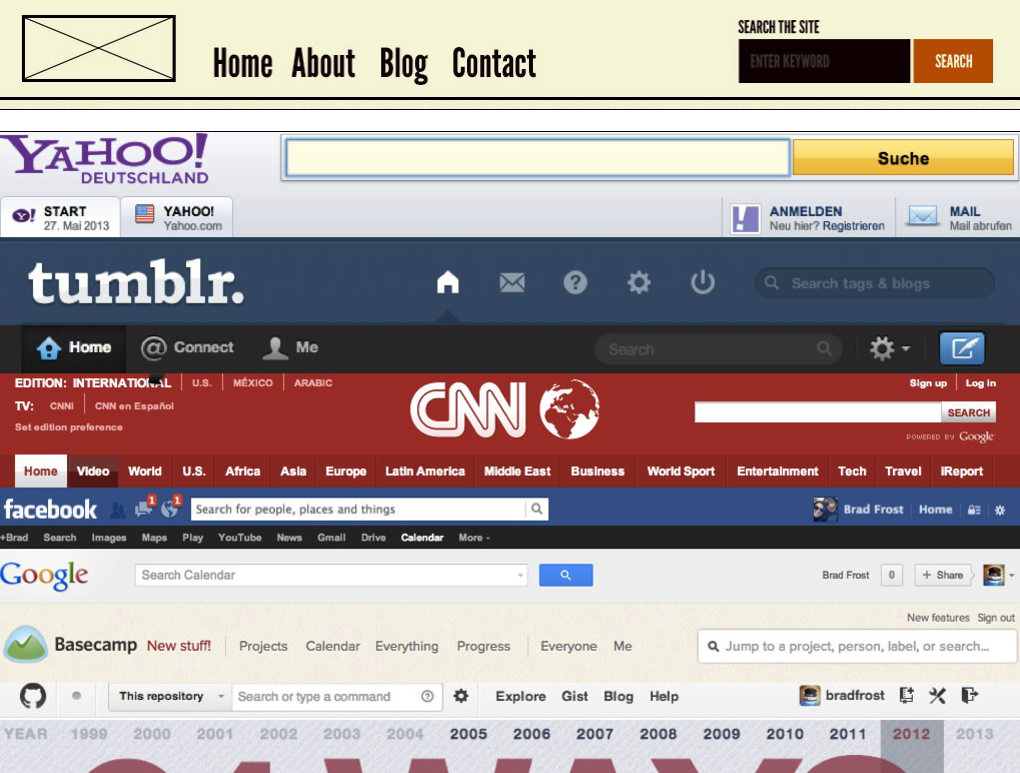 SEARCH THE SITE
Home About Blog Contact
ENTER KEYWORD SEARCH
YAHOO!
DEUTSCHLAND
Suche
START
27. Mai 2013
YAHOO!
Yahoo.com
ANMELDEN
Neu hier? Registrieren
MAIL
Mail abrufen
tumblr.
Search tags & blogs
Home Connect Me Search
EDITION: INTERNATIONAL U.S. MÉXICO ARABIC
TV: CNNI CNN en Español
Set edition preference
CNN
Sign up Log in
SEARCH
POWERED BY Google
Home Video World U.S. Africa Asia Europe Latin America Middle East Business World Sport Entertainment Tech Travel iReport
facebook 1 1 Search for people, places and things Brad Frost Home
+Brad Search Images Maps Play YouTube News Gmail Drive Calendar More
Google Search Calendar Brad Frost 0 + Share
New features Sign out
Basecamp New stuff! Projects Calendar Everything Progress Everyone Me Jump to a project, person, label, or search...
This repository Search or type a command Explore Gist Blog Help bradfrost
YEAR 1999 2000 2001 2002 2003 2004 2005 2006 2007 2008 2009 2010 2011 2012 2013